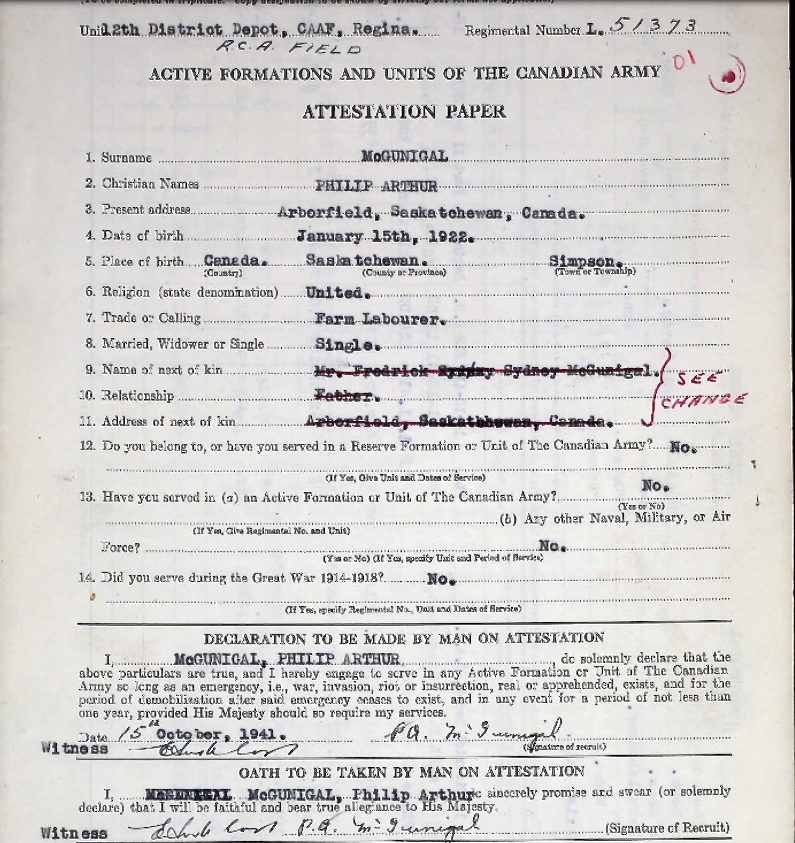 Unit 12th District Depot, CAAF, Regina. Regimental Number L. 51373
R.C.A. FIELD
01
ACTIVE FORMATIONS AND UNITS OF THE CANADIAN ARMY
ATTESTATION PAPER
1. Surname McGUNIGAL
2. Christian Names PHILIP ARTHUR
3. Present address Arborfield, Saskatchewan, Canada.
4. Date of birth January 15th, 1922.
5. Place of birth Canada. Saskatchewan. Simpson.
(Country) (County or Province) (Town or Township)
6. Religion (state denomination) United.
7. Trade or Calling Farm Labourer.
8. Married, Widower or Single Single.
9. Name of next of kin Mr. Fredrick Sydney McGunigal.
10. Relationship Father.
SEE
CHANGE
11. Address of next of kin Arborfield, Saskatchewan, Canada.
12. Do you belong to, or have you served in a Reserve Formation or Unit of The Canadian Army? No.
(If Yes, Give Unit and Dates of Service)
13. Have you served in (a) an Active Formation or Unit of The Canadian Army? No.
(Yes or No)
(b) Any other Naval, Military, or Air
(If Yes, Give Regimental No. and Unit)
Force? No.
(Yes or No) (If Yes, specify Unit and Period of Service)
14. Did you serve during the Great War 1914-1918? No.
(If Yes, specify Regimental No., Unit and Dates of Service)
DECLARATION TO BE MADE BY MAN ON ATTESTATION
I, McGUNIGAL, PHILIP ARTHUR, do solemnly declare that the
above particulars are true, and I hereby engage to serve in any Active Formation or Unit of The Canadian
Army so long as an emergency, i.e., war, invasion, riot or insurrection, real or apprehended, exists, and for the
period of demobilization after said emergency ceases to exist, and in any event for a period of not less than
one year, provided His Majesty should so require my services.
Date 15th October, 1941. P.A. McGunigal
Witness (Signature of recruit)
OATH TO BE TAKEN BY MAN ON ATTESTATION
I, McGUNIGAL, Philip Arthur sincerely promise and swear (or solemnly
declare) that I will be faithful and bear true allegiance to His Majesty.
Witness P.A. McGunigal (Signature of Recruit)